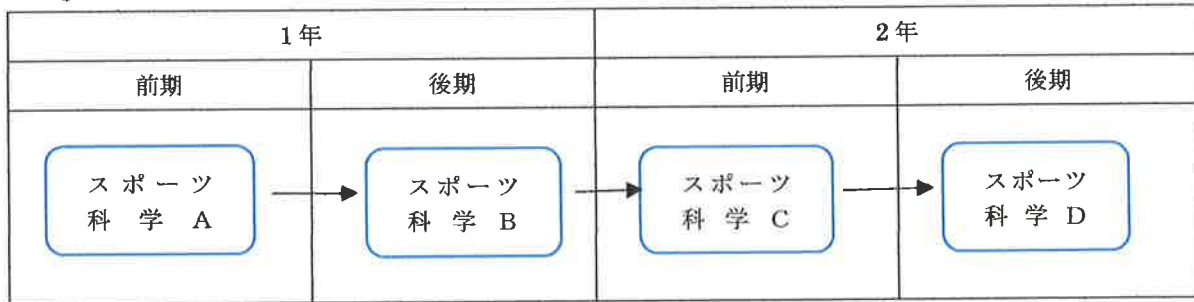 1年
2年
前期
後期
前期
後期
スポーツ
科学 A
スポーツ
科学 B
スポーツ
科学 C
スポーツ
科学 D